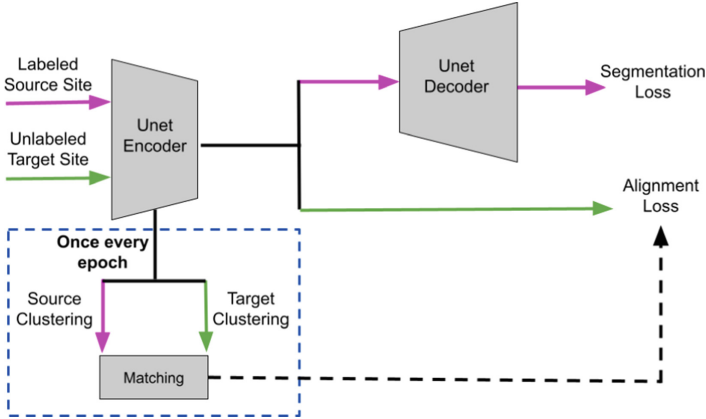 Labeled
Source Site
Unlabeled
Target Site
Unet
Encoder
Unet
Decoder
Segmentation
Loss
Alignment
Loss
Once every
epoch
Source
Clustering
Target
Clustering
Matching